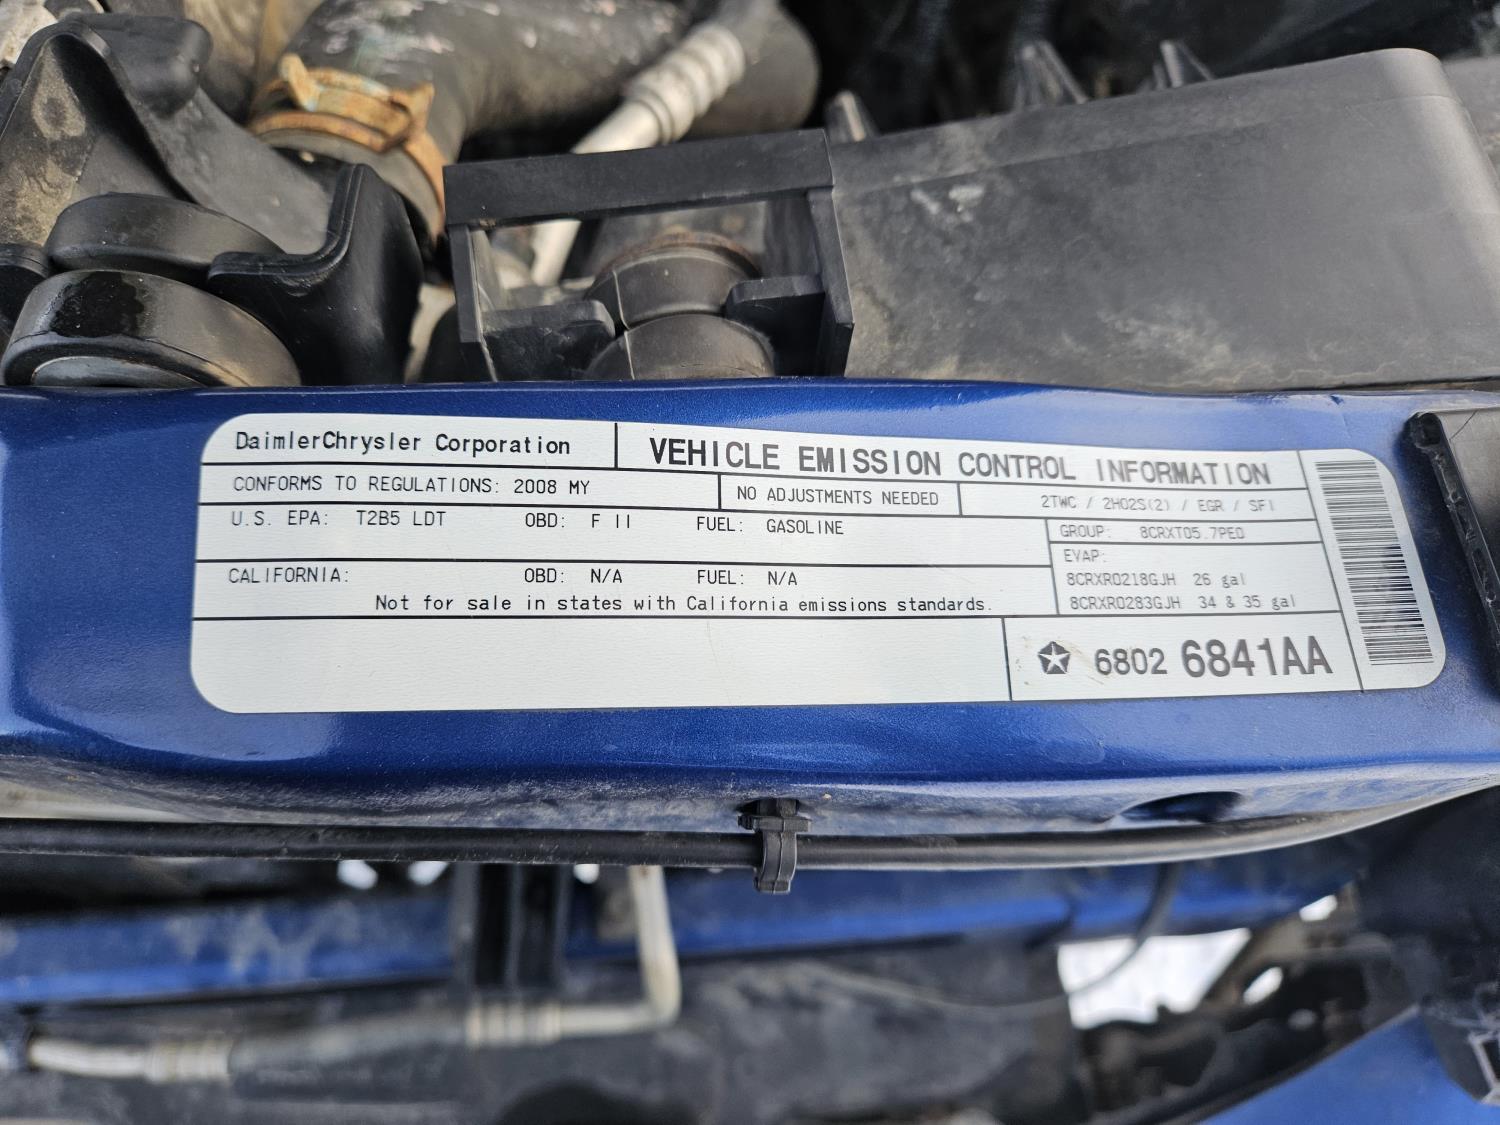 DaimlerChrysler Corporation
VEHICLE EMISSION CONTROL INFORMATION
CONFORMS TO REGULATIONS: 2008 MY
NO ADJUSTMENTS NEEDED
2TWC / 2HO2S(2) / EGR / SFI
U.S. EPA: T2B5 LDT OBD: F II FUEL: GASOLINE
GROUP: 8CRXT05.7PE0
EVAP:
8CRXR0218GJH 26 gal
8CRXR0283GJH 34 & 35 gal
CALIFORNIA: OBD: N/A FUEL: N/A
Not for sale in states with California emissions standards.
6802 6841AA